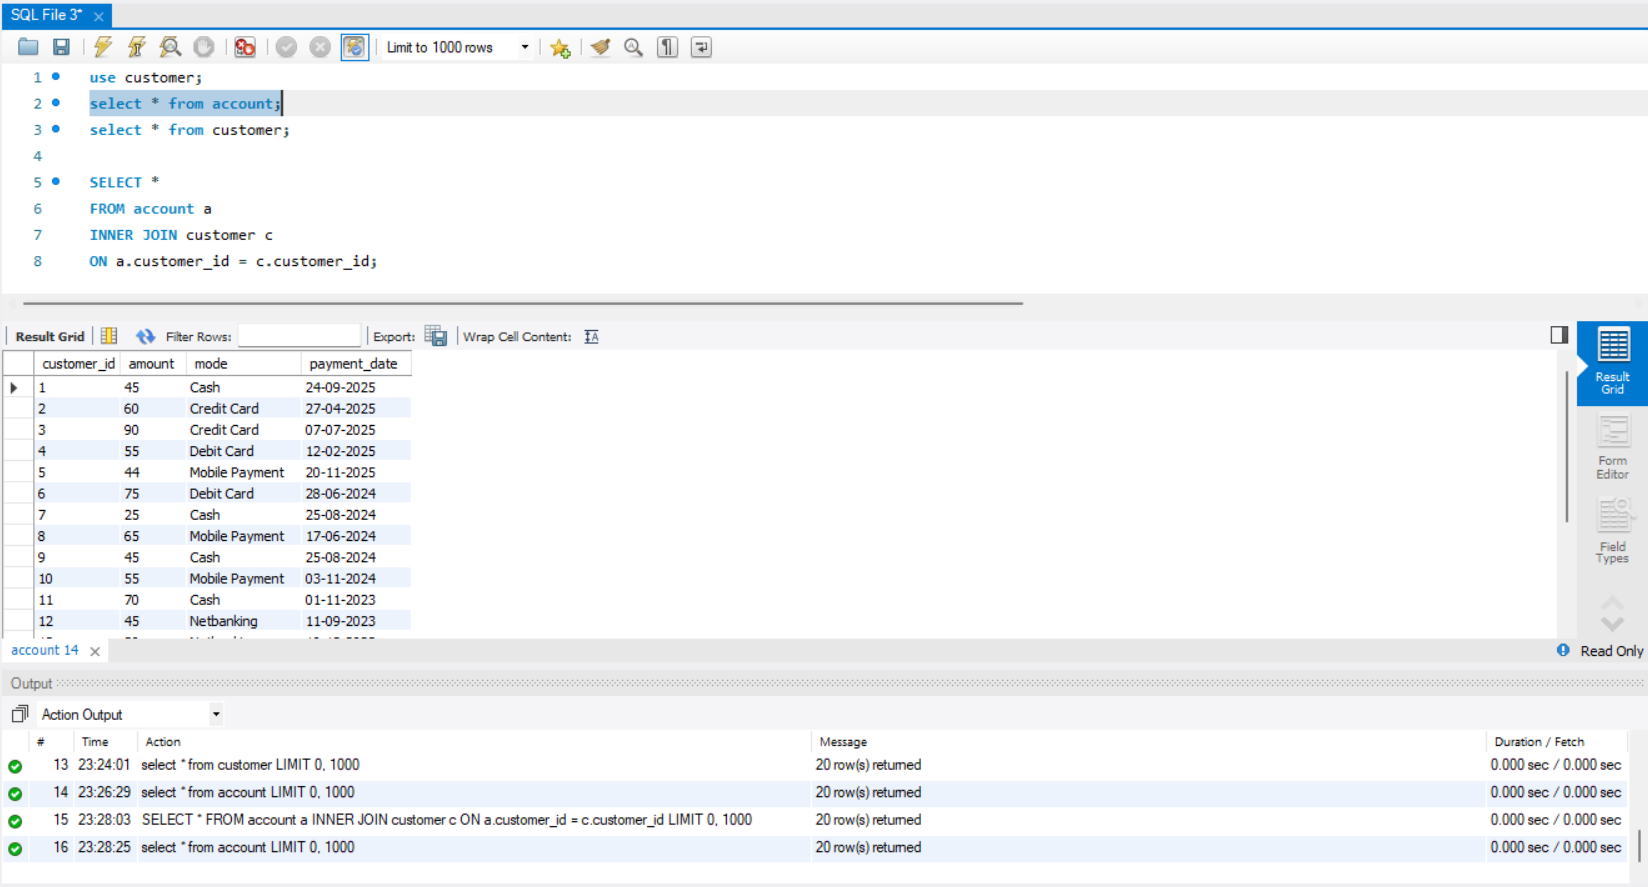 SQL File 3*
Limit to 1000 rows
1 use customer;
2 select * from account;
3 select * from customer;
4
5 SELECT *
6 FROM account a
7 INNER JOIN customer c
8 ON a.customer_id = c.customer_id;
Result Grid Filter Rows: Export: Wrap Cell Content:
customer_id amount mode payment_date
1 45 Cash 24-09-2025
2 60 Credit Card 27-04-2025
3 90 Credit Card 07-07-2025
4 55 Debit Card 12-02-2025
5 44 Mobile Payment 20-11-2025
6 75 Debit Card 28-06-2024
7 25 Cash 25-08-2024
8 65 Mobile Payment 17-06-2024
9 45 Cash 25-08-2024
10 55 Mobile Payment 03-11-2024
11 70 Cash 01-11-2023
12 45 Netbanking 11-09-2023
Result
Grid
Form
Editor
Field
Types
account 14
Read Only
Output
Action Output
# Time Action Message Duration / Fetch
13 23:24:01 select * from customer LIMIT 0, 1000 20 row(s) returned 0.000 sec / 0.000 sec
14 23:26:29 select * from account LIMIT 0, 1000 20 row(s) returned 0.000 sec / 0.000 sec
15 23:28:03 SELECT * FROM account a INNER JOIN customer c ON a.customer_id = c.customer_id LIMIT 0, 1000 20 row(s) returned 0.000 sec / 0.000 sec
16 23:28:25 select * from account LIMIT 0, 1000 20 row(s) returned 0.000 sec / 0.000 sec